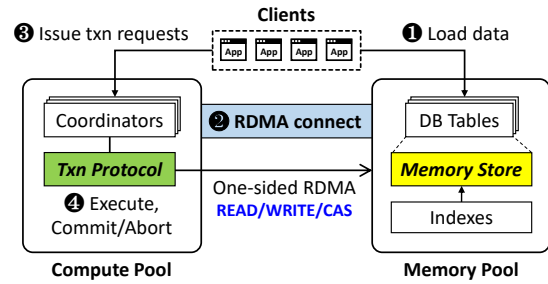 Clients
❸ Issue txn requests
App App App App
❶ Load data
Coordinators
❷ RDMA connect
DB Tables
Txn Protocol
Memory Store
❹ Execute,
Commit/Abort
One-sided RDMA
READ/WRITE/CAS
Indexes
Compute Pool
Memory Pool